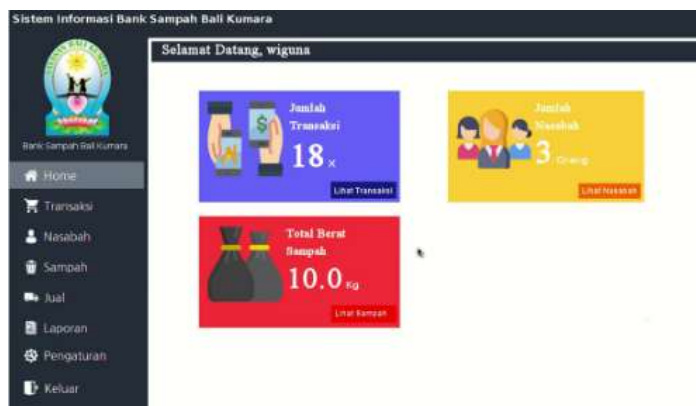 Sistem Informasi Bank Sampah Bali Kumara
Selamat Datang, wiguna
Bank Sampah Bali Kumara
Home
Transaksi
Nasabah
Sampah
Jual
Laporan
Pengaturan
Keluar
Jumlah
Transaksi
18 x
Lihat Transaksi
Jumlah
Nasabah
3 Orang
Lihat Nasabah
Total Berat
Sampah
10.0 Kg
Lihat Sampah